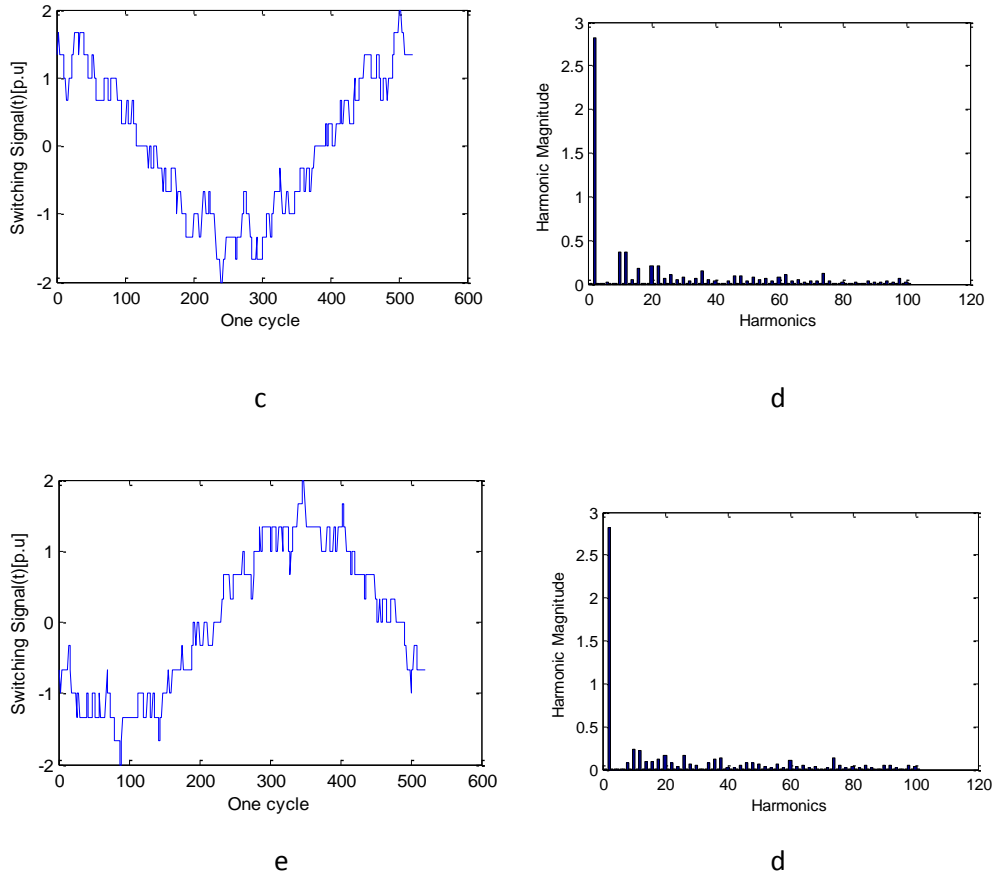 2
1
0
-1
-2
Switching Signal(t)[p.u]
0 100 200 300 400 500 600
One cycle
c
3
2.5
2
1.5
1
0.5
0
Harmonic Magnitude
0 20 40 60 80 100 120
Harmonics
d
2
1
0
-1
-2
Switching Signal(t)[p.u]
0 100 200 300 400 500 600
One cycle
e
3
2.5
2
1.5
1
0.5
0
Harmonic Magnitude
0 20 40 60 80 100 120
Harmonics
d